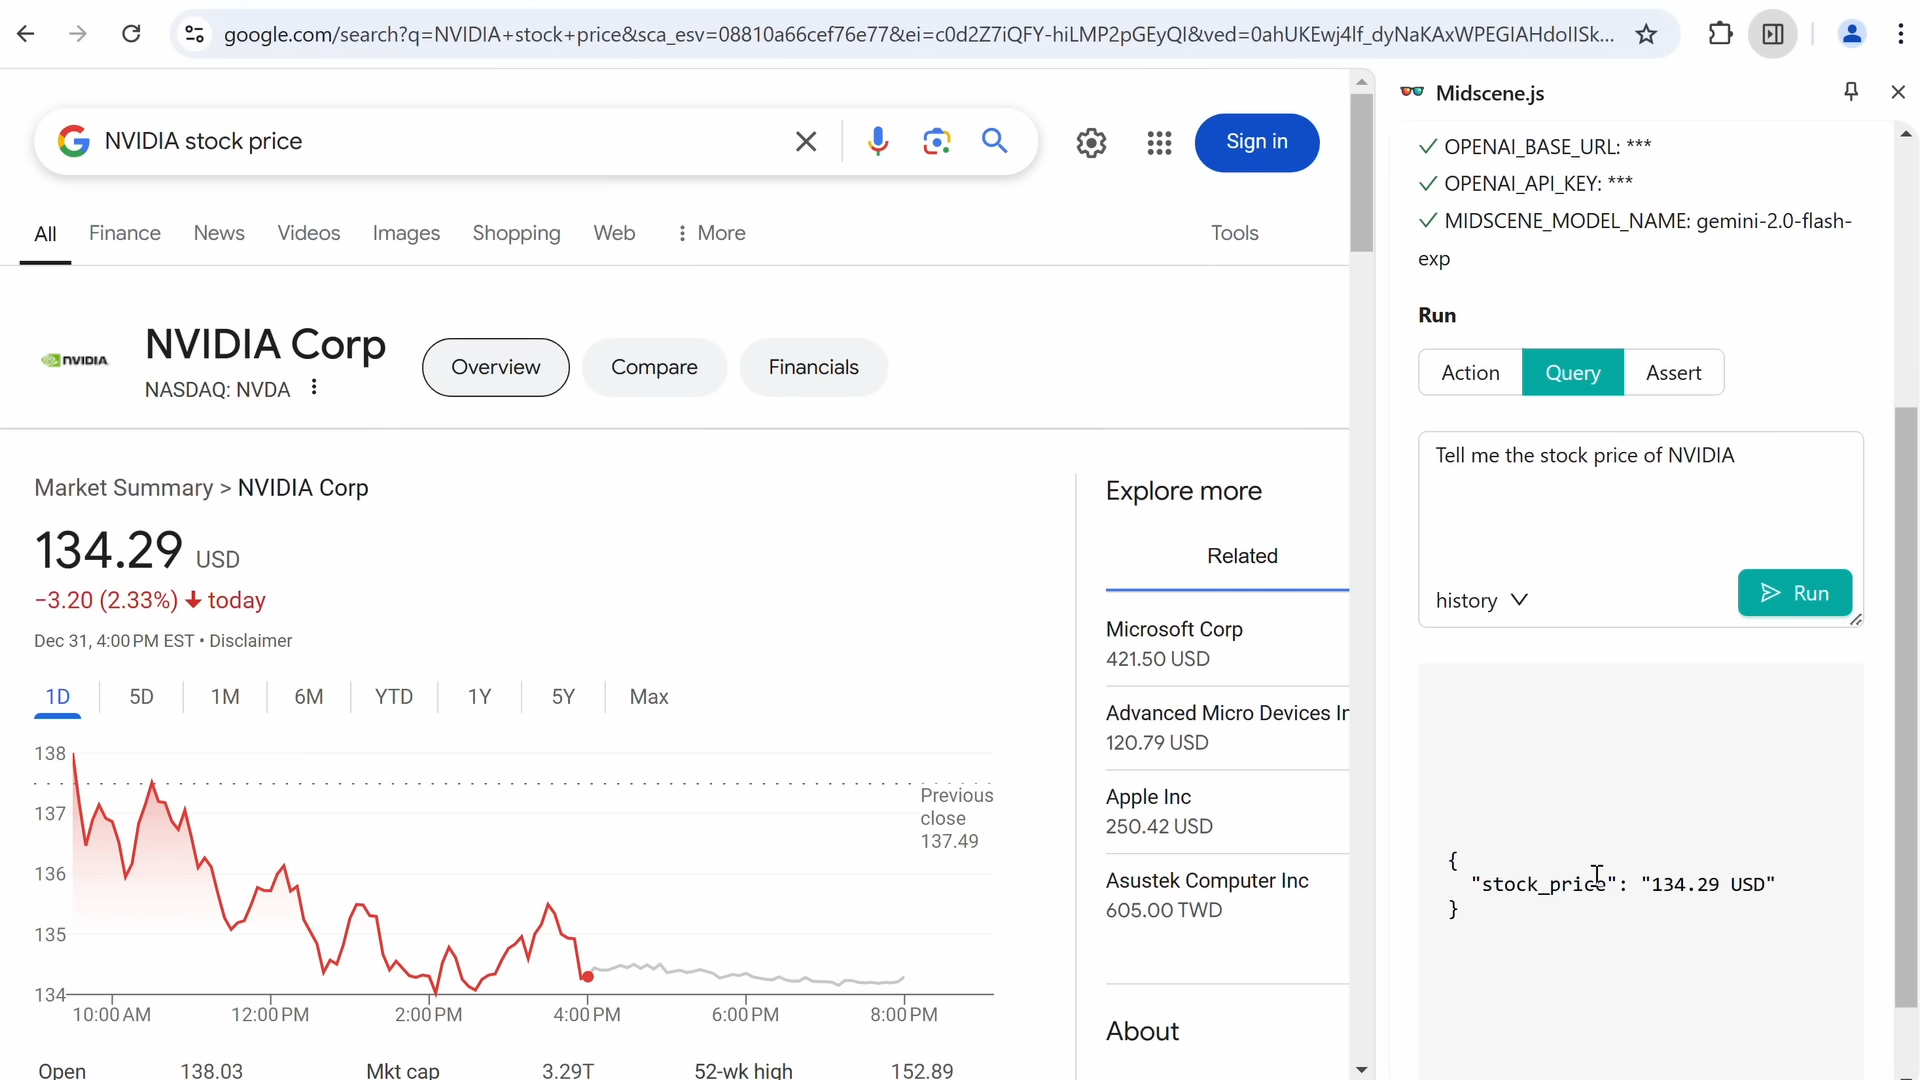 google.com/search?q=NVIDIA+stock+price&sca_esv=08810a66cef76e77&ei=c0d2Z7iQFY-hiLMP2pGEyQI&ved=0ahUKEwj4lf_dyNaKAxWPEGIAHdoIISk...
NVIDIA stock price
Sign in
All Finance News Videos Images Shopping Web More Tools
NVIDIA
NVIDIA Corp
NASDAQ: NVDA
Overview Compare Financials
Market Summary > NVIDIA Corp
134.29 USD
−3.20 (2.33%) today
Dec 31, 4:00 PM EST • Disclaimer
1D 5D 1M 6M YTD 1Y 5Y Max
138
137
136
135
134
Previous
close
137.49
10:00 AM 12:00 PM 2:00 PM 4:00 PM 6:00 PM 8:00 PM
Open 138.03 Mkt cap 3.29T 52-wk high 152.89
Explore more
Related
Microsoft Corp
421.50 USD
Advanced Micro Devices In
120.79 USD
Apple Inc
250.42 USD
Asustek Computer Inc
605.00 TWD
About
Midscene.js
OPENAI_BASE_URL: ***
OPENAI_API_KEY: ***
MIDSCENE_MODEL_NAME: gemini-2.0-flash-
exp
Run
Action Query Assert
Tell me the stock price of NVIDIA
history Run
{
"stock_price": "134.29 USD"
}